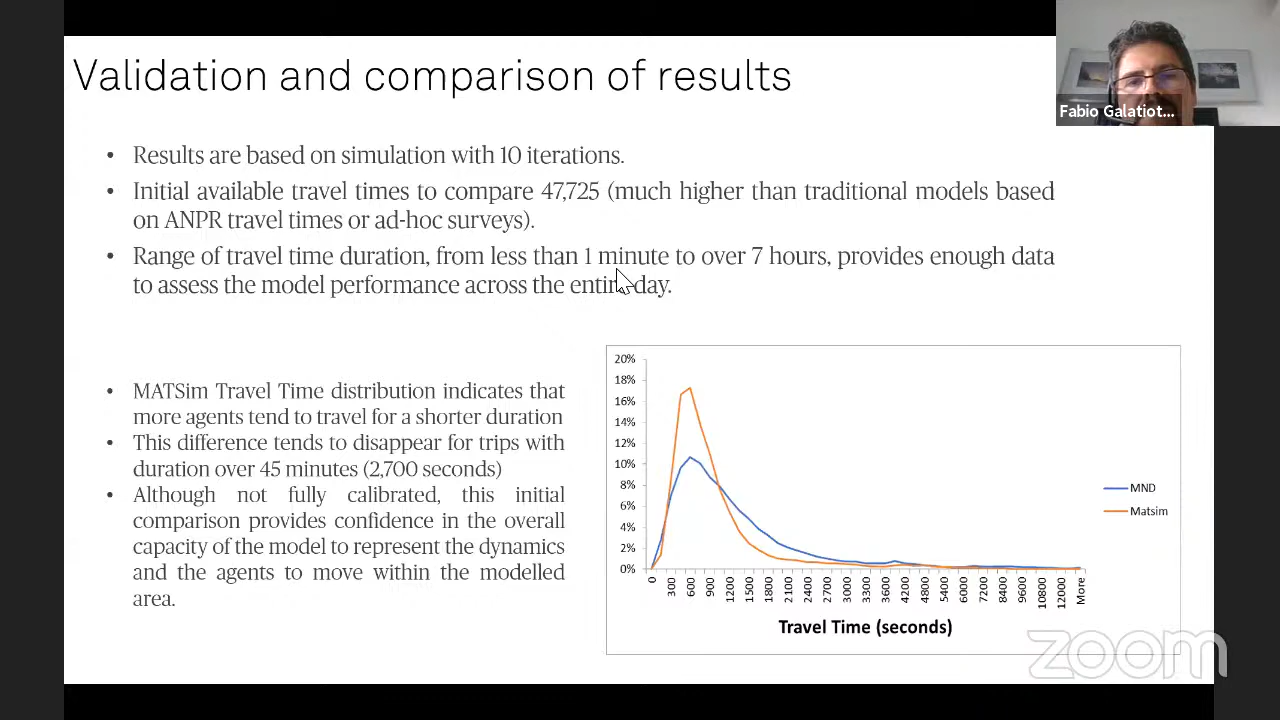 Validation and comparison of results
Fabio Galatiot...
• Results are based on simulation with 10 iterations.
• Initial available travel times to compare 47,725 (much higher than traditional models based
on ANPR travel times or ad-hoc surveys).
• Range of travel time duration, from less than 1 minute to over 7 hours, provides enough data
to assess the model performance across the entire day.
• MATSim Travel Time distribution indicates that
more agents tend to travel for a shorter duration
• This difference tends to disappear for trips with
duration over 45 minutes (2,700 seconds)
• Although not fully calibrated, this initial
comparison provides confidence in the overall
capacity of the model to represent the dynamics
and the agents to move within the modelled
area.
20%
18%
16%
14%
12%
10%
8%
6%
4%
2%
0%
0 300 600 900 1200 1500 1800 2100 2400 2700 3000 3300 3600 4200 4800 5400 6000 7200 8400 9600 10800 12000 More
Travel Time (seconds)
MND
Matsim
zoom